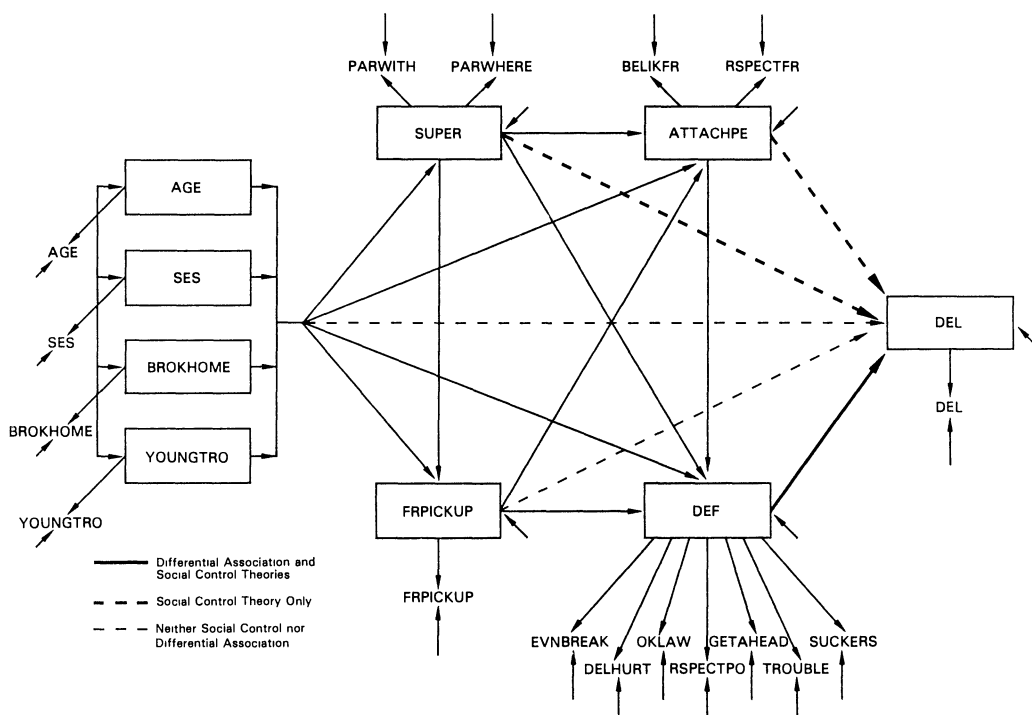 PARWITH PARWHERE BELIKFR RSPECTFR
SUPER ATTACHPE
AGE
AGE
SES
SES
BROKHOME
BROKHOME
YOUNGTRO
YOUNGTRO
DEL
DEL
FRPICKUP DEF
FRPICKUP
EVNBREAK OKLAW GETAHEAD SUCKERS
DELHURT RSPECTPO TROUBLE
Differential Association and
Social Control Theories
Social Control Theory Only
Neither Social Control nor
Differential Association